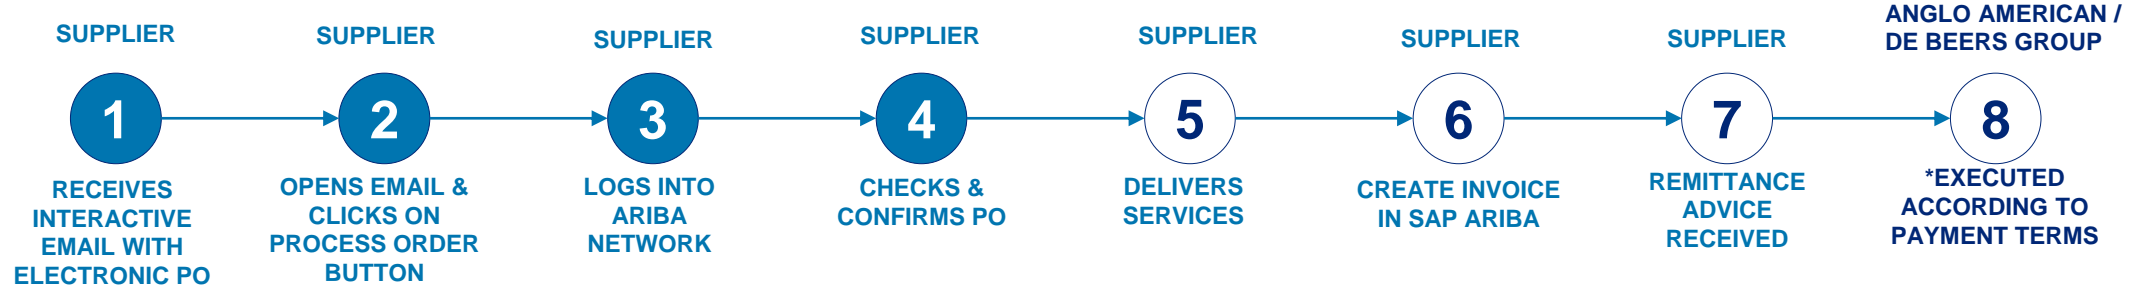 SUPPLIER
1
RECEIVES
INTERACTIVE
EMAIL WITH
ELECTRONIC PO
SUPPLIER
2
OPENS EMAIL &
CLICKS ON
PROCESS ORDER
BUTTON
SUPPLIER
3
LOGS INTO
ARIBA
NETWORK
SUPPLIER
4
CHECKS &
CONFIRMS PO
SUPPLIER
5
DELIVERS
SERVICES
SUPPLIER
6
CREATE INVOICE
IN SAP ARIBA
SUPPLIER
7
REMITTANCE
ADVICE
RECEIVED
ANGLO AMERICAN /
DE BEERS GROUP
8
*EXECUTED
ACCORDING TO
PAYMENT TERMS